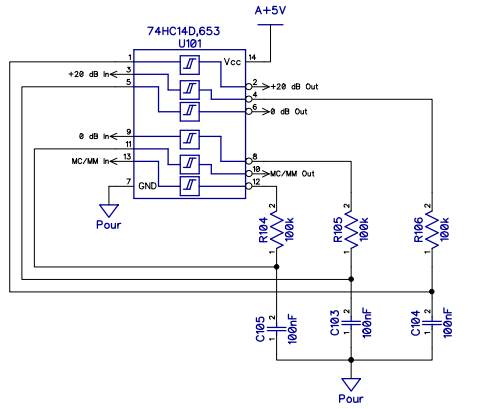 A+5V
74HC14D,653
U101
1
Vcc
14
+20 dB In
3
2
+20 dB Out
5
4
6
0 dB Out
0 dB In
9
11
8
MC/MM In
13
10
MC/MM Out
7
GND
12
Pour
2
R104
100k
1
2
R105
100k
1
2
R106
100k
1
2
C105
100nF
1
2
C103
100nF
1
2
C104
100nF
1
Pour